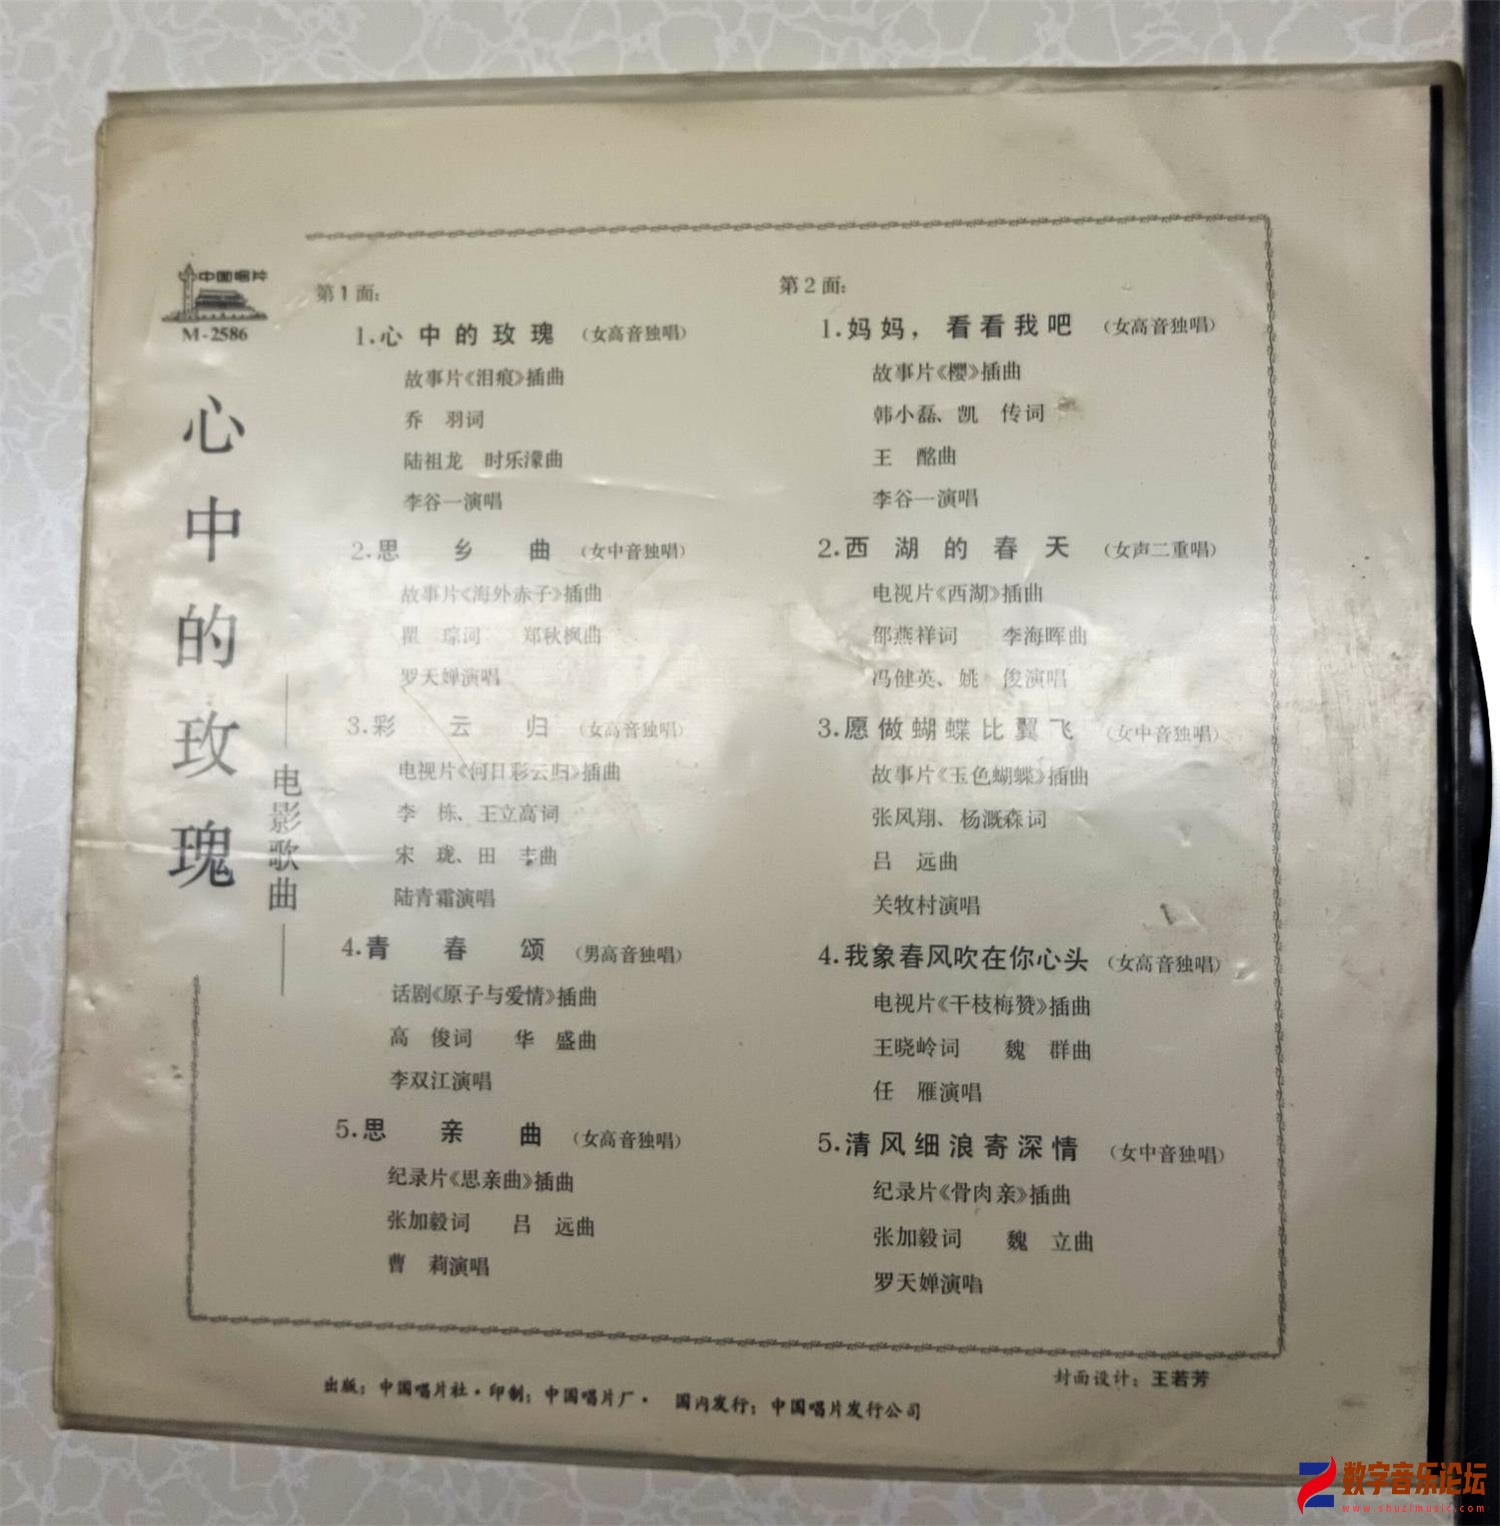 中国唱片
M-2586
心中的玫瑰
——电影歌曲——
第1面：
1.心中的玫瑰 （女高音独唱）
故事片《泪痕》插曲
乔 羽词
陆祖龙 时乐濛曲
李谷一演唱
2.思乡曲 （女中音独唱）
故事片《海外赤子》插曲
瞿 琮词 郑秋枫曲
罗天婵演唱
3.彩云归 （女高音独唱）
电视片《何日彩云归》插曲
李 栋、王立高词
宋 珑、田 丰曲
陆青霜演唱
4.青春颂 （男高音独唱）
话剧《原子与爱情》插曲
高 俊词 华 盛曲
李双江演唱
5.思亲曲 （女高音独唱）
纪录片《思亲曲》插曲
张加毅词 吕 远曲
曹 莉演唱
第2面：
1.妈妈，看看我吧 （女高音独唱）
故事片《樱》插曲
韩小磊、凯 传词
王 酩曲
李谷一演唱
2.西湖的春天 （女声二重唱）
电视片《西湖》插曲
邵燕祥词 李海晖曲
冯健英、姚 俊演唱
3.愿做蝴蝶比翼飞 （女中音独唱）
故事片《玉色蝴蝶》插曲
张风翔、杨溉森词
吕 远曲
关牧村演唱
4.我象春风吹在你心头 （女高音独唱）
电视片《干枝梅赞》插曲
王晓岭词 魏 群曲
任 雁演唱
5.清风细浪寄深情 （女中音独唱）
纪录片《骨肉亲》插曲
张加毅词 魏 立曲
罗天婵演唱
封面设计：王若芳
出版：中国唱片社·印制：中国唱片厂· 国内发行：中国唱片发行公司
数字音乐论坛
www.shuzimusic.com